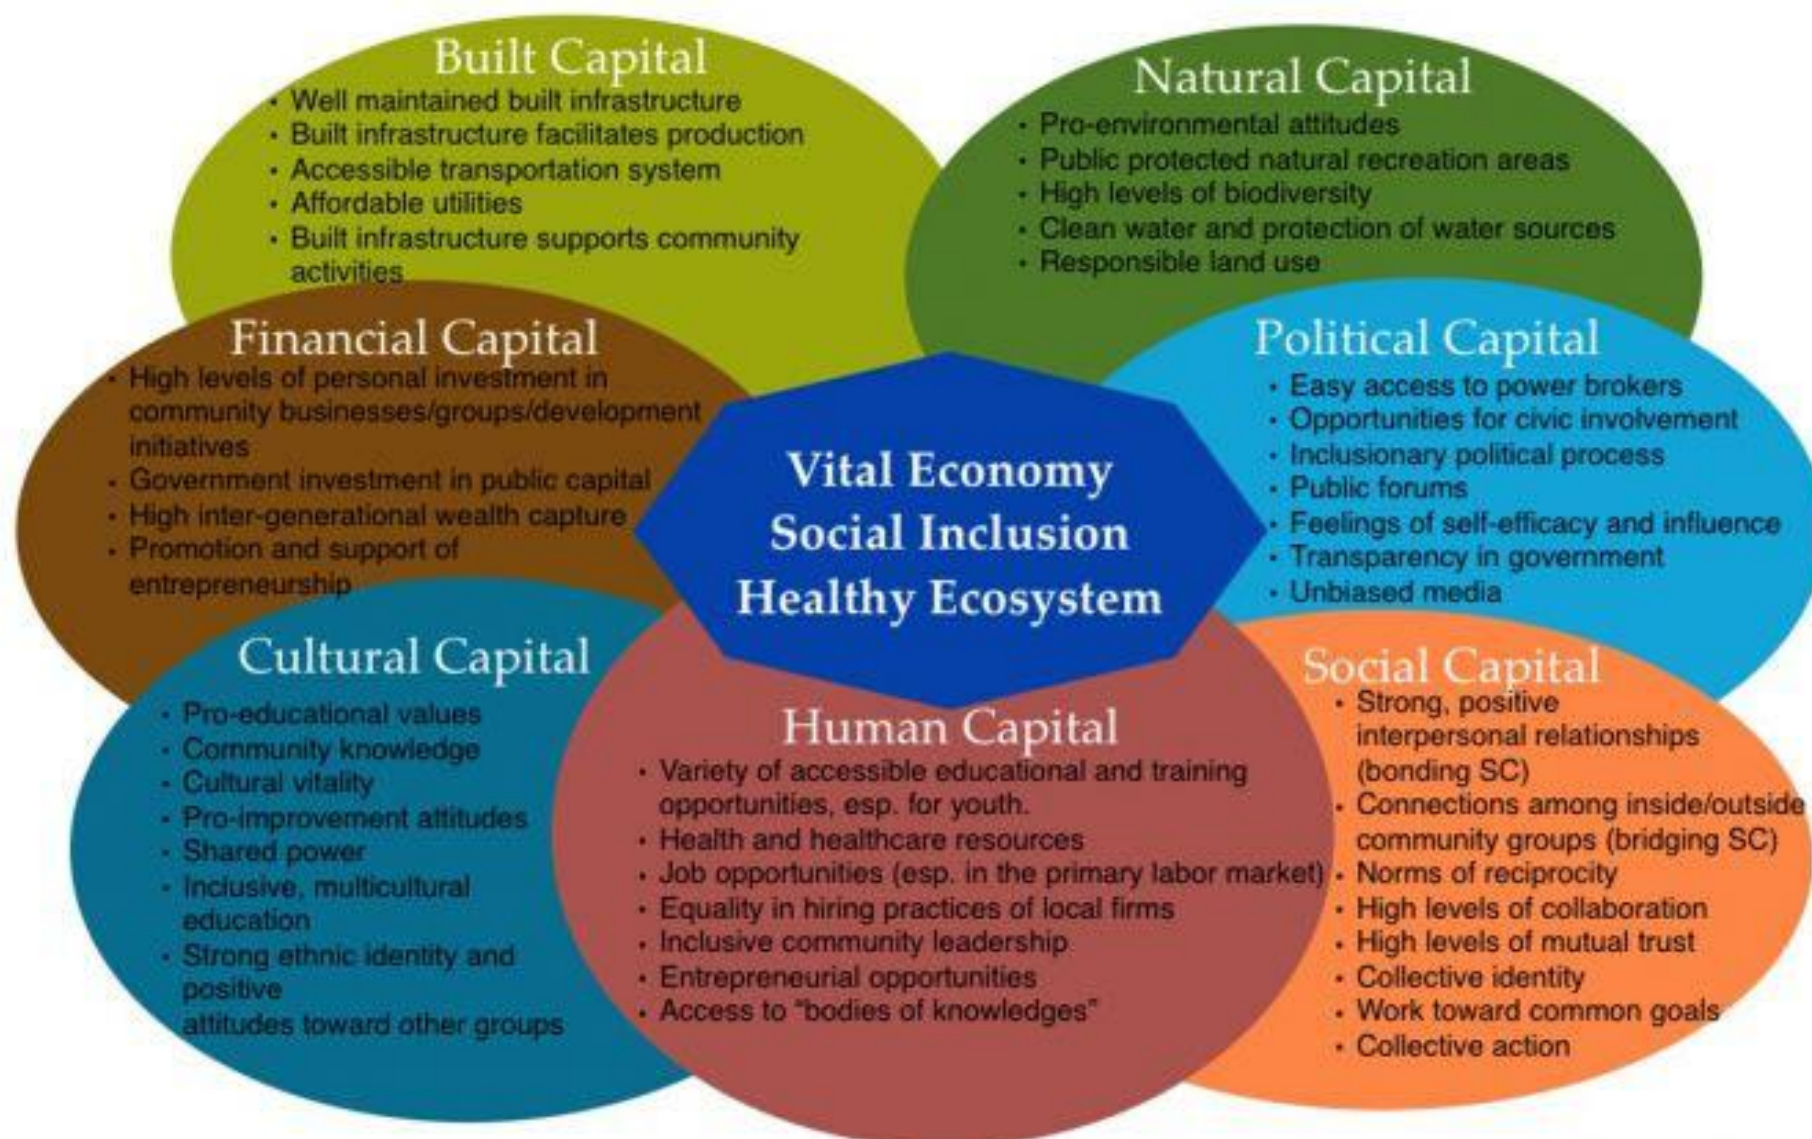 Built Capital
• Well maintained built infrastructure
• Built infrastructure facilitates production
• Accessible transportation system
• Affordable utilities
• Built infrastructure supports community
activities
Natural Capital
• Pro-environmental attitudes
• Public protected natural recreation areas
• High levels of biodiversity
• Clean water and protection of water sources
• Responsible land use
Financial Capital
• High levels of personal investment in
community businesses/groups/development
initiatives
• Government investment in public capital
• High inter-generational wealth capture
• Promotion and support of
entrepreneurship
Vital Economy
Social Inclusion
Healthy Ecosystem
Political Capital
• Easy access to power brokers
• Opportunities for civic involvement
• Inclusionary political process
• Public forums
• Feelings of self-efficacy and influence
• Transparency in government
• Unbiased media
Cultural Capital
• Pro-educational values
• Community knowledge
• Cultural vitality
• Pro-improvement attitudes
• Shared power
• Inclusive, multicultural
education
• Strong ethnic identity and
positive
attitudes toward other groups
Human Capital
• Variety of accessible educational and training
opportunities, esp. for youth.
• Health and healthcare resources
• Job opportunities (esp. in the primary labor market)
• Equality in hiring practices of local firms
• Inclusive community leadership
• Entrepreneurial opportunities
• Access to “bodies of knowledges”
Social Capital
• Strong, positive
interpersonal relationships
(bonding SC)
• Connections among inside/outside
community groups (bridging SC)
• Norms of reciprocity
• High levels of collaboration
• High levels of mutual trust
• Collective identity
• Work toward common goals
• Collective action